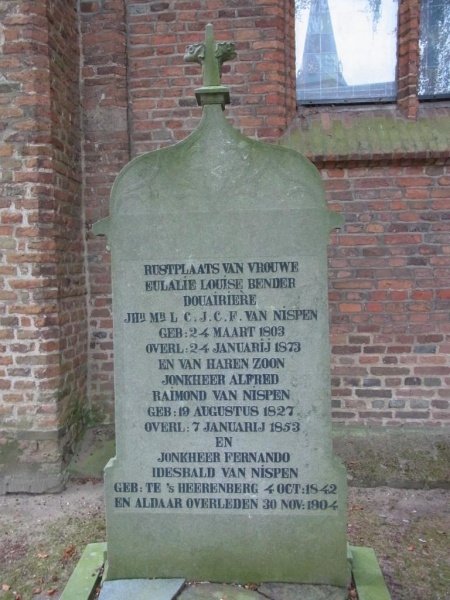 RUSTPLAATS VAN VROUWE
EULALIE LOUISE BENDER
DOUAIRIERE
JHR MR L. C. J. C. F. VAN NISPEN
GEB: 24 MAART 1803
OVERL: 24 JANUARIJ 1873
EN VAN HAREN ZOON
JONKHEER ALFRED
RAIMOND VAN NISPEN
GEB: 19 AUGUSTUS 1827
OVERL: 7 JANUARIJ 1853
EN
JONKHEER FERNANDO
IDESBALD VAN NISPEN
GEB: TE 's HEERENBERG 4 OCT: 1842
EN ALDAAR OVERLEDEN 30 NOV: 1904